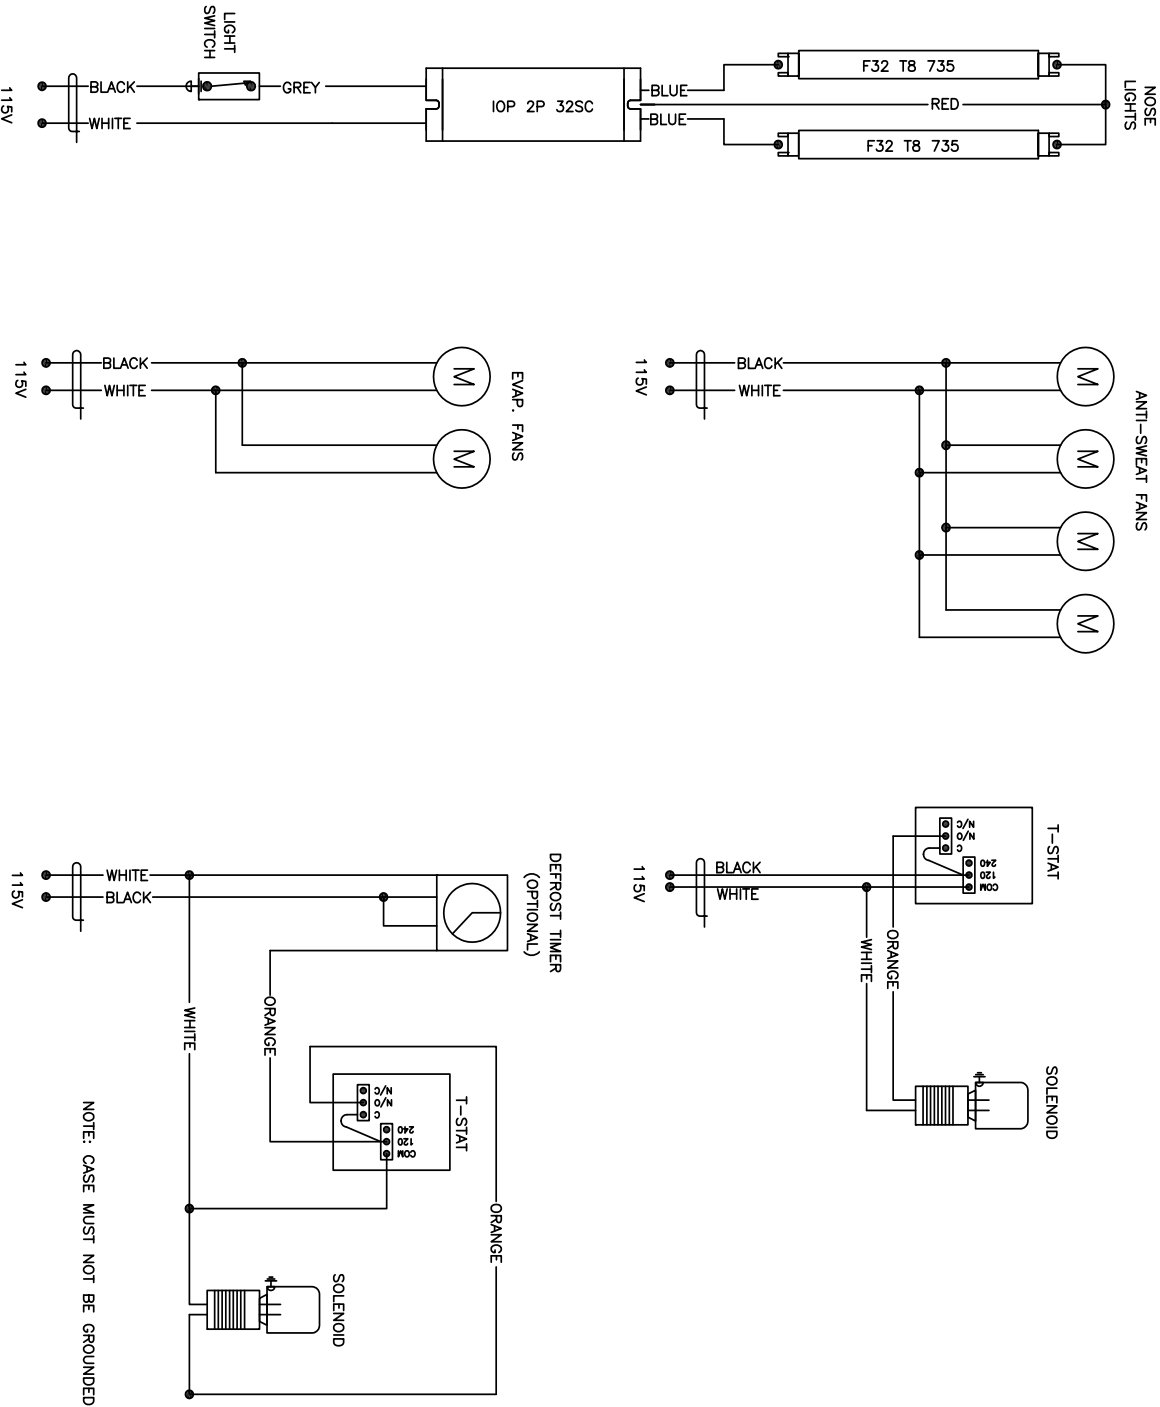 LIGHT
SWITCH
115V
BLACK
WHITE
GREY
IOP 2P 32SC
BLUE
BLUE
RED
F32 T8 735
F32 T8 735
NOSE
LIGHTS
115V
BLACK
WHITE
M
M
EVAP. FANS
115V
BLACK
WHITE
M
M
M
M
ANTI-SWEAT FANS
T-STAT
N/C
N/O
C
240
120
COM
115V
BLACK
WHITE
ORANGE
WHITE
SOLENOID
DEFROST TIMER
(OPTIONAL)
115V
WHITE
BLACK
WHITE
ORANGE
T-STAT
N/C
N/O
C
240
120
COM
ORANGE
SOLENOID
NOTE: CASE MUST NOT BE GROUNDED